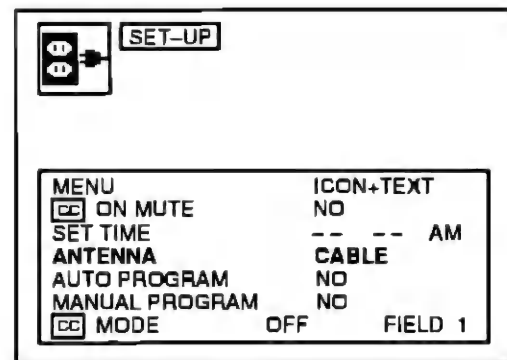 SET–UP
MENU ICON+TEXT
CC ON MUTE NO
SET TIME -- -- AM
ANTENNA CABLE
AUTO PROGRAM NO
MANUAL PROGRAM NO
CC MODE OFF FIELD 1